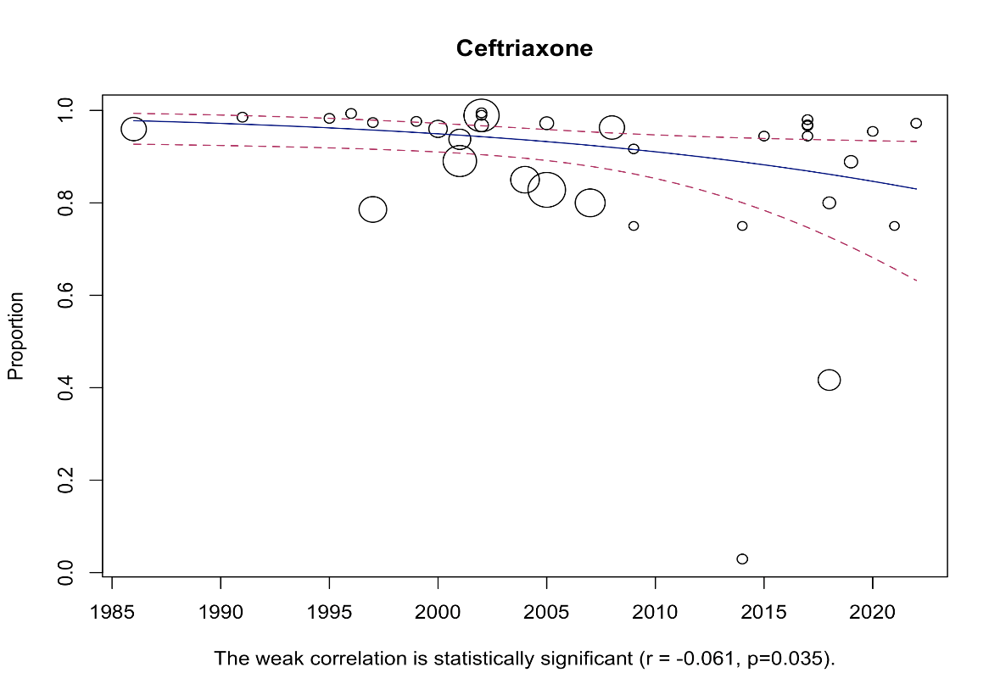 Ceftriaxone
Proportion
1.0
0.8
0.6
0.4
0.2
0.0
1985 1990 1995 2000 2005 2010 2015 2020
The weak correlation is statistically significant (r = -0.061, p=0.035).